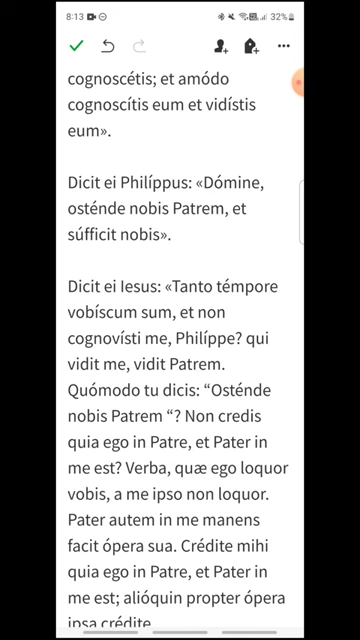 8:13
32%
cognoscétis; et amódo
cognoscítis eum et vidístis
eum».
Dicit ei Philíppus: «Dómine,
osténde nobis Patrem, et
súfficit nobis».
Dicit ei Iesus: «Tanto témpore
vobíscum sum, et non
cognovísti me, Philíppe? qui
vidit me, vidit Patrem.
Quómodo tu dicis: “Osténde
nobis Patrem “? Non credis
quia ego in Patre, et Pater in
me est? Verba, quæ ego loquor
vobis, a me ipso non loquor.
Pater autem in me manens
facit ópera sua. Crédite mihi
quia ego in Patre, et Pater in
me est; alióquin propter ópera
ipsa crédite